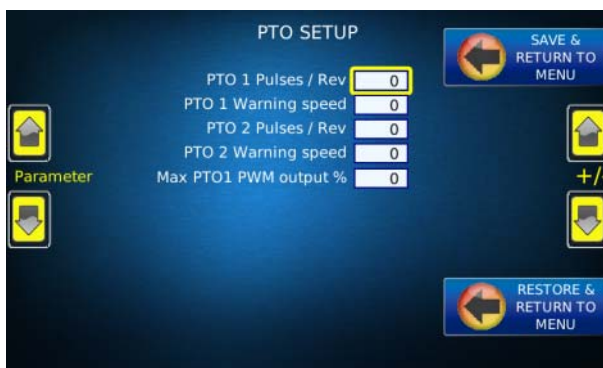 PTO SETUP
SAVE &
RETURN TO
MENU
PTO 1 Pulses / Rev 0
PTO 1 Warning speed 0
PTO 2 Pulses / Rev 0
PTO 2 Warning speed 0
Max PTO1 PWM output % 0
Parameter
+/-
RESTORE &
RETURN TO
MENU